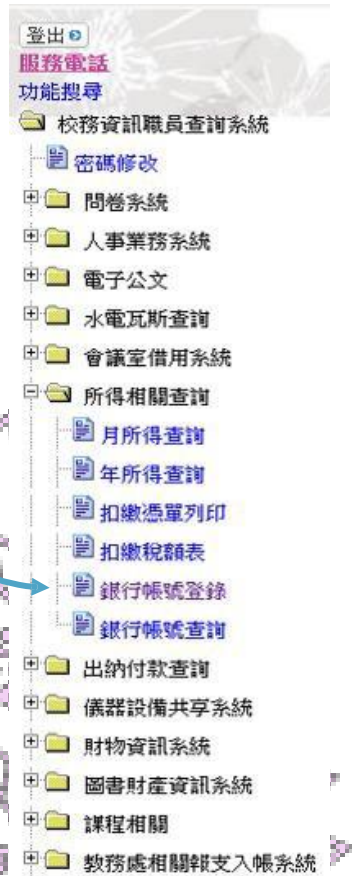 登出
服務電話
功能搜尋
校務資訊職員查詢系統
密碼修改
問卷系統
人事業務系統
電子公文
水電瓦斯查詢
會議室借用系統
所得相關查詢
月所得查詢
年所得查詢
扣繳憑單列印
扣繳稅額表
銀行帳號登錄
銀行帳號查詢
出納付款查詢
儀器設備共享系統
財物資訊系統
圖書財產資訊系統
課程相關
教務處相關報支入帳系統